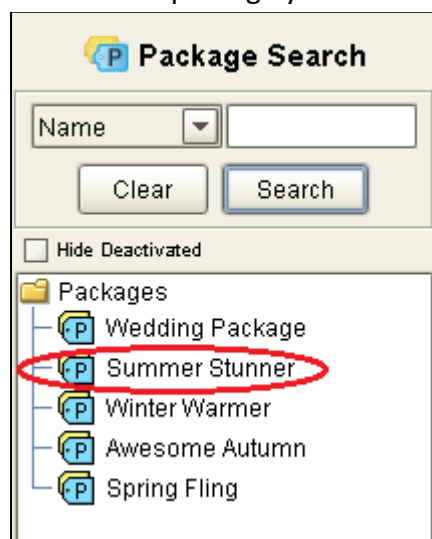 Package Search
Name
Clear Search
Hide Deactivated
Packages
P Wedding Package
P Summer Stunner
P Winter Warmer
P Awesome Autumn
P Spring Fling